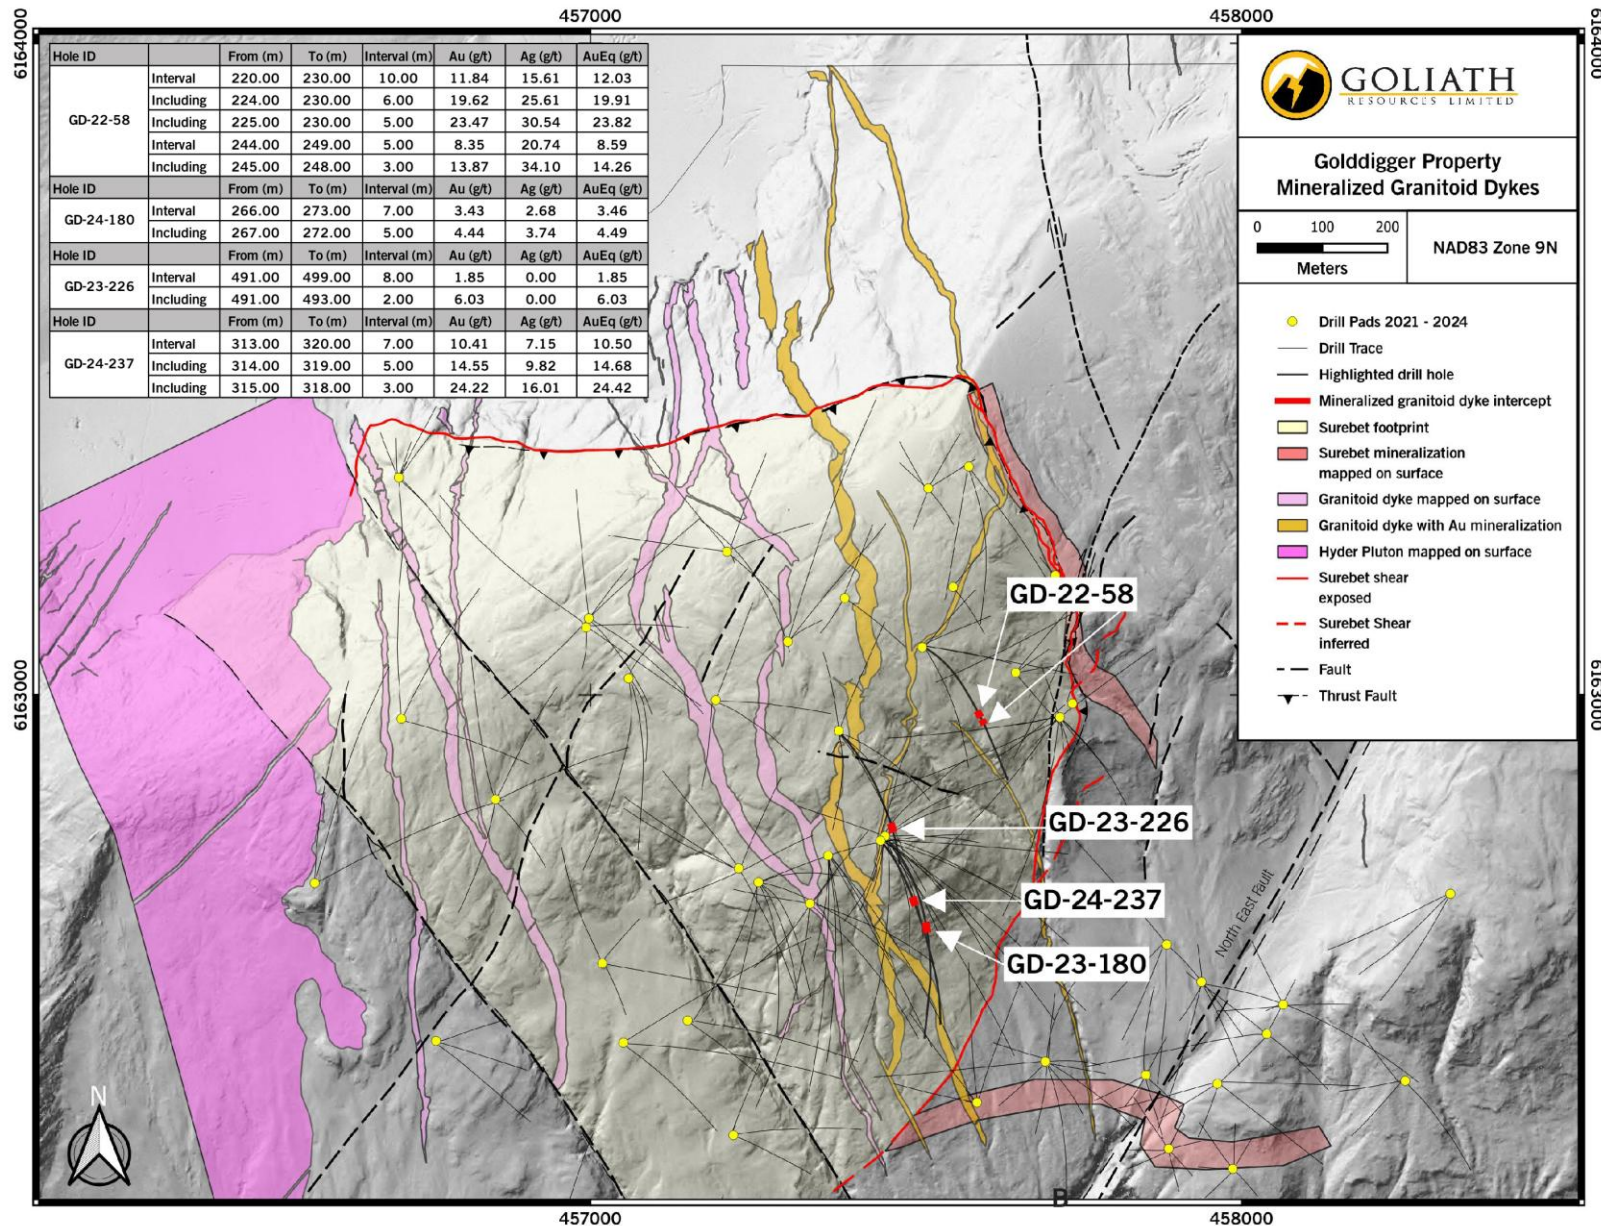 457000
458000
6164000
6164000
Hole ID From (m) To (m) Interval (m) Au (g/t) Ag (g/t) AuEq (g/t)
GD-22-58
Interval 220.00 230.00 10.00 11.84 15.61 12.03
Including 224.00 230.00 6.00 19.62 25.61 19.91
Including 225.00 230.00 5.00 23.47 30.54 23.82
Interval 244.00 249.00 5.00 8.35 20.74 8.59
Including 245.00 248.00 3.00 13.87 34.10 14.26
Hole ID From (m) To (m) Interval (m) Au (g/t) Ag (g/t) AuEq (g/t)
GD-24-180
Interval 266.00 273.00 7.00 3.43 2.68 3.46
Including 267.00 272.00 5.00 4.44 3.74 4.49
Hole ID From (m) To (m) Interval (m) Au (g/t) Ag (g/t) AuEq (g/t)
GD-23-226
Interval 491.00 499.00 8.00 1.85 0.00 1.85
Including 491.00 493.00 2.00 6.03 0.00 6.03
Hole ID From (m) To (m) Interval (m) Au (g/t) Ag (g/t) AuEq (g/t)
GD-24-237
Interval 313.00 320.00 7.00 10.41 7.15 10.50
Including 314.00 319.00 5.00 14.55 9.82 14.68
Including 315.00 318.00 3.00 24.22 16.01 24.42
GOLIATH
RESOURCES LIMITED
Golddigger Property
Mineralized Granitoid Dykes
0 100 200
Meters
NAD83 Zone 9N
Drill Pads 2021 - 2024
Drill Trace
Highlighted drill hole
Mineralized granitoid dyke intercept
Surebet footprint
Surebet mineralization
mapped on surface
Granitoid dyke mapped on surface
Granitoid dyke with Au mineralization
Hyder Pluton mapped on surface
Surebet shear
exposed
Surebet Shear
inferred
Fault
Thrust Fault
GD-22-58
6163000
6163000
GD-23-226
GD-24-237
GD-23-180
North East Fault
N
B
457000
458000